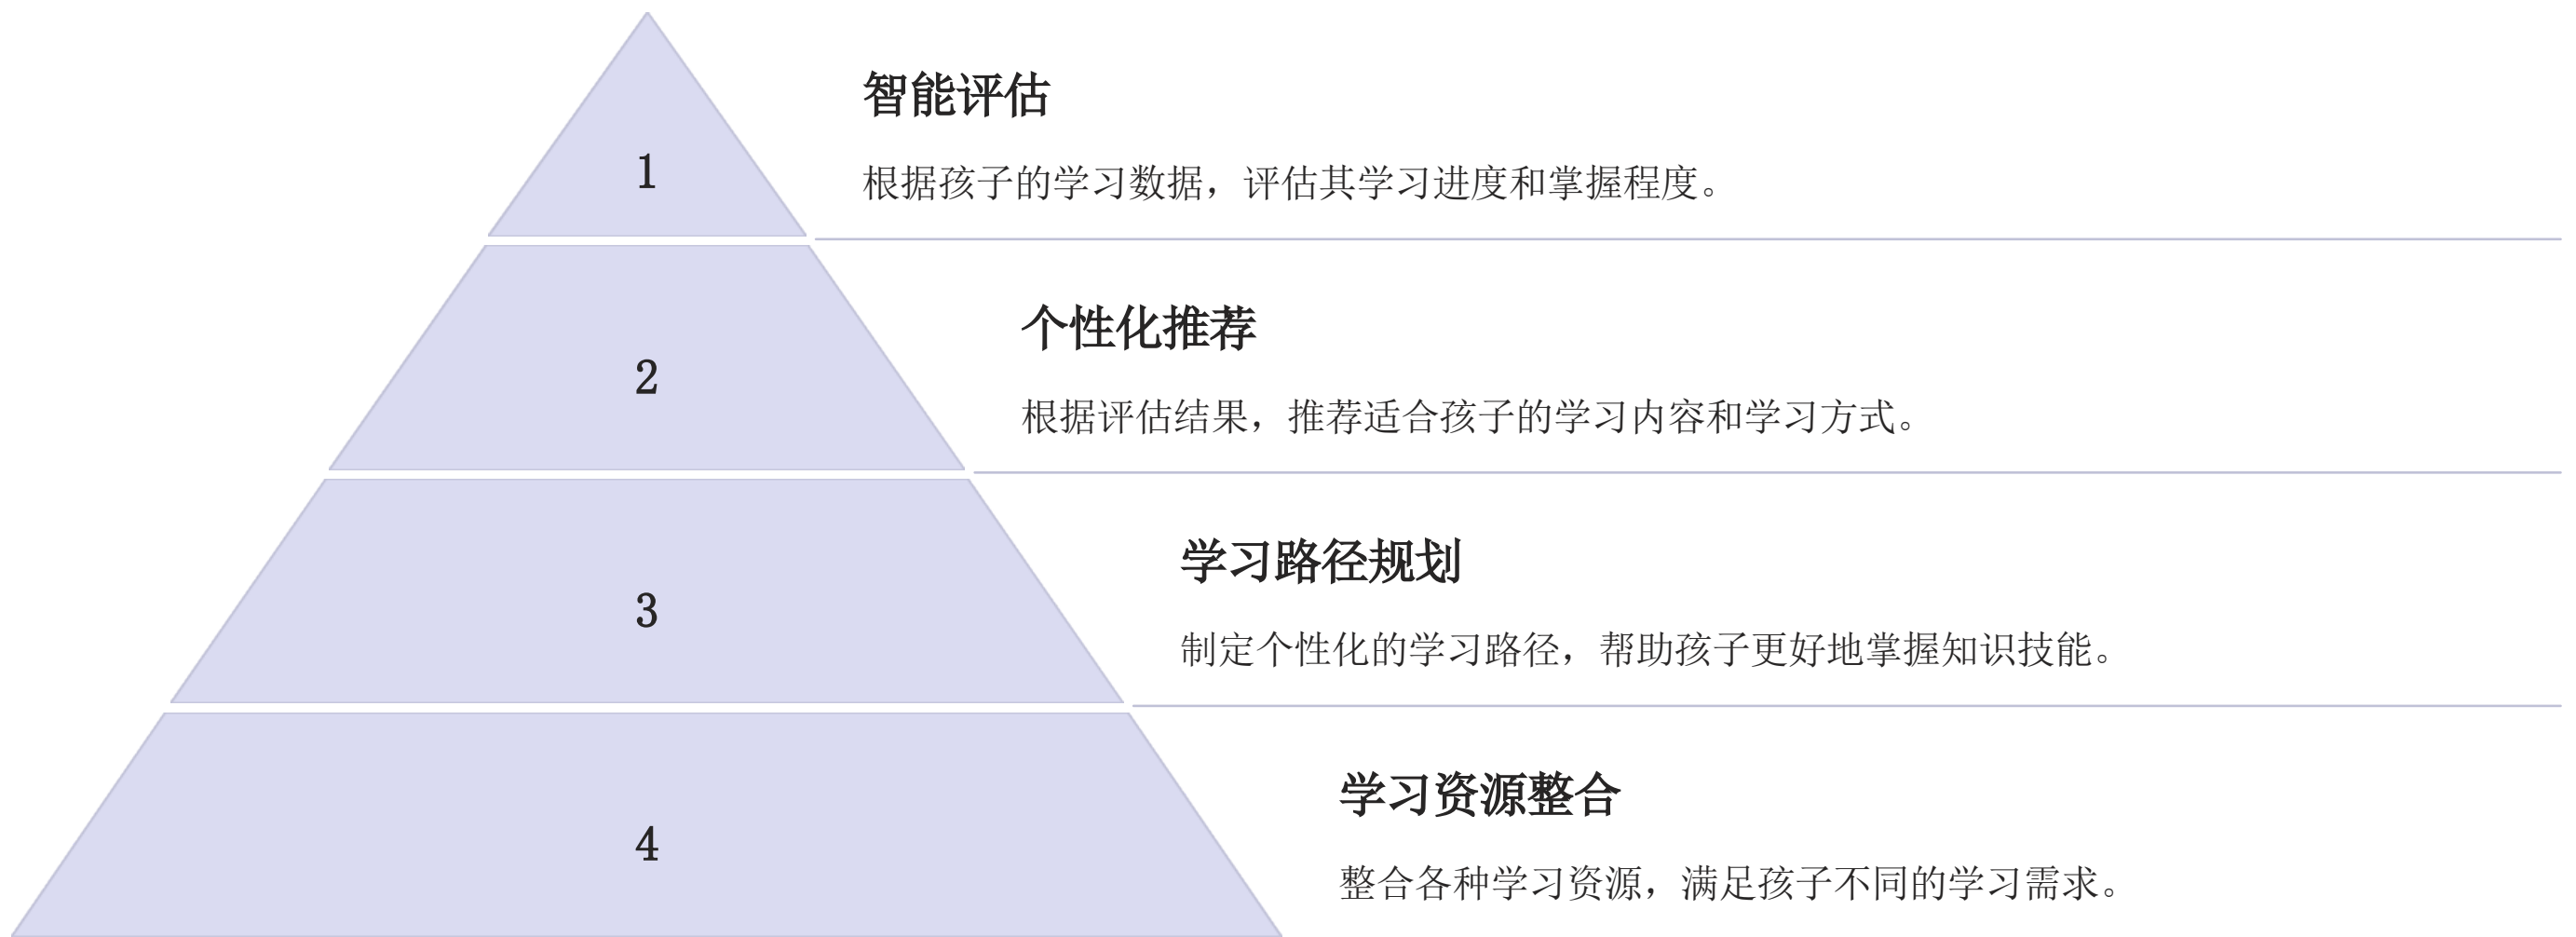 智能评估
1
根据孩子的学习数据，评估其学习进度和掌握程度。
个性化推荐
2
根据评估结果，推荐适合孩子的学习内容和学习方式。
学习路径规划
3
制定个性化的学习路径，帮助孩子更好地掌握知识技能。
学习资源整合
4
整合各种学习资源，满足孩子不同的学习需求。